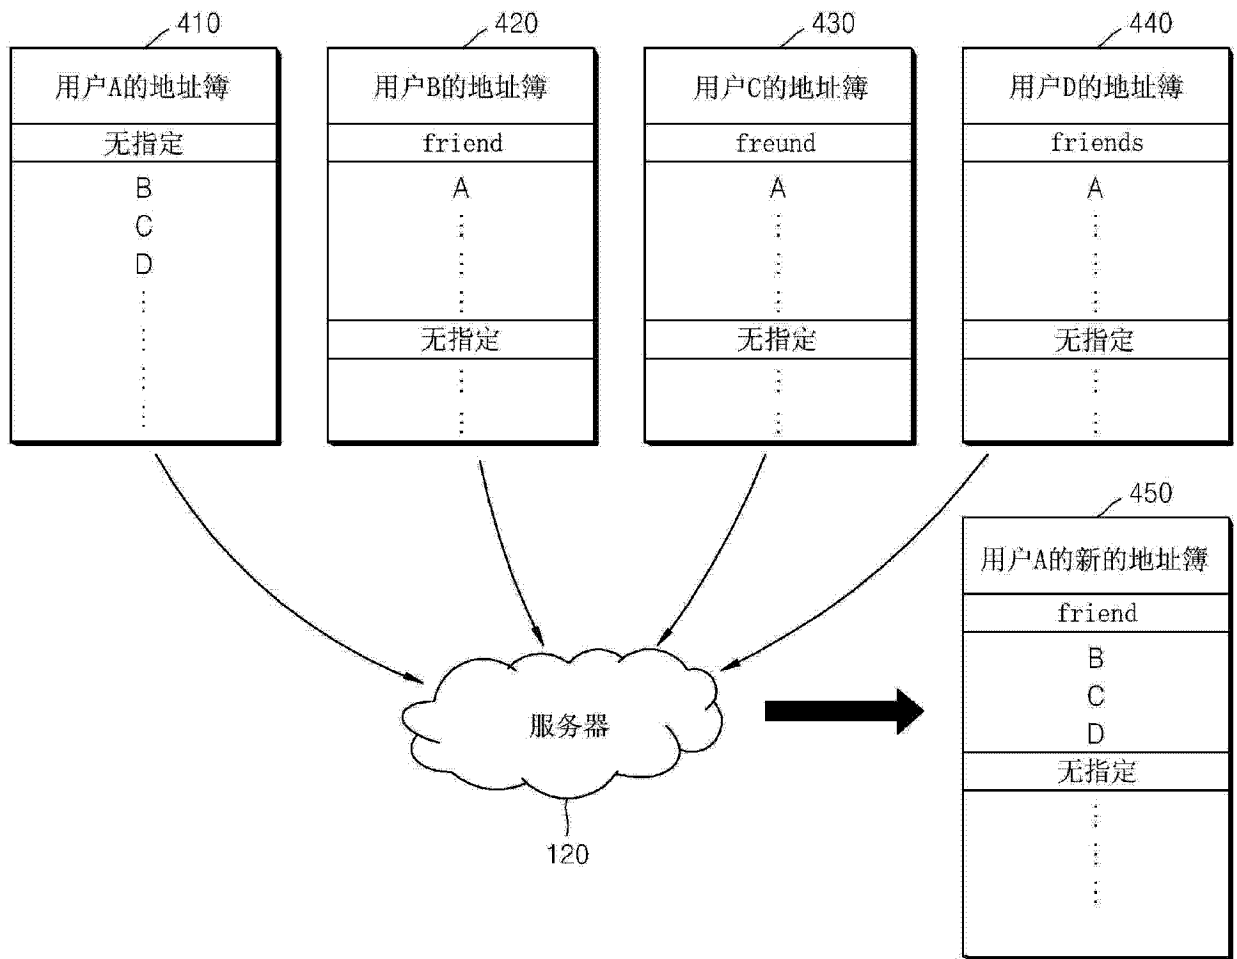 410
420
430
440
用户A的地址簿
用户B的地址簿
用户C的地址簿
用户D的地址簿
无指定
friend
freund
friends
B
A
A
A
C
D
无指定
无指定
无指定
450
用户A的新的地址簿
friend
B
C
D
无指定
服务器
120